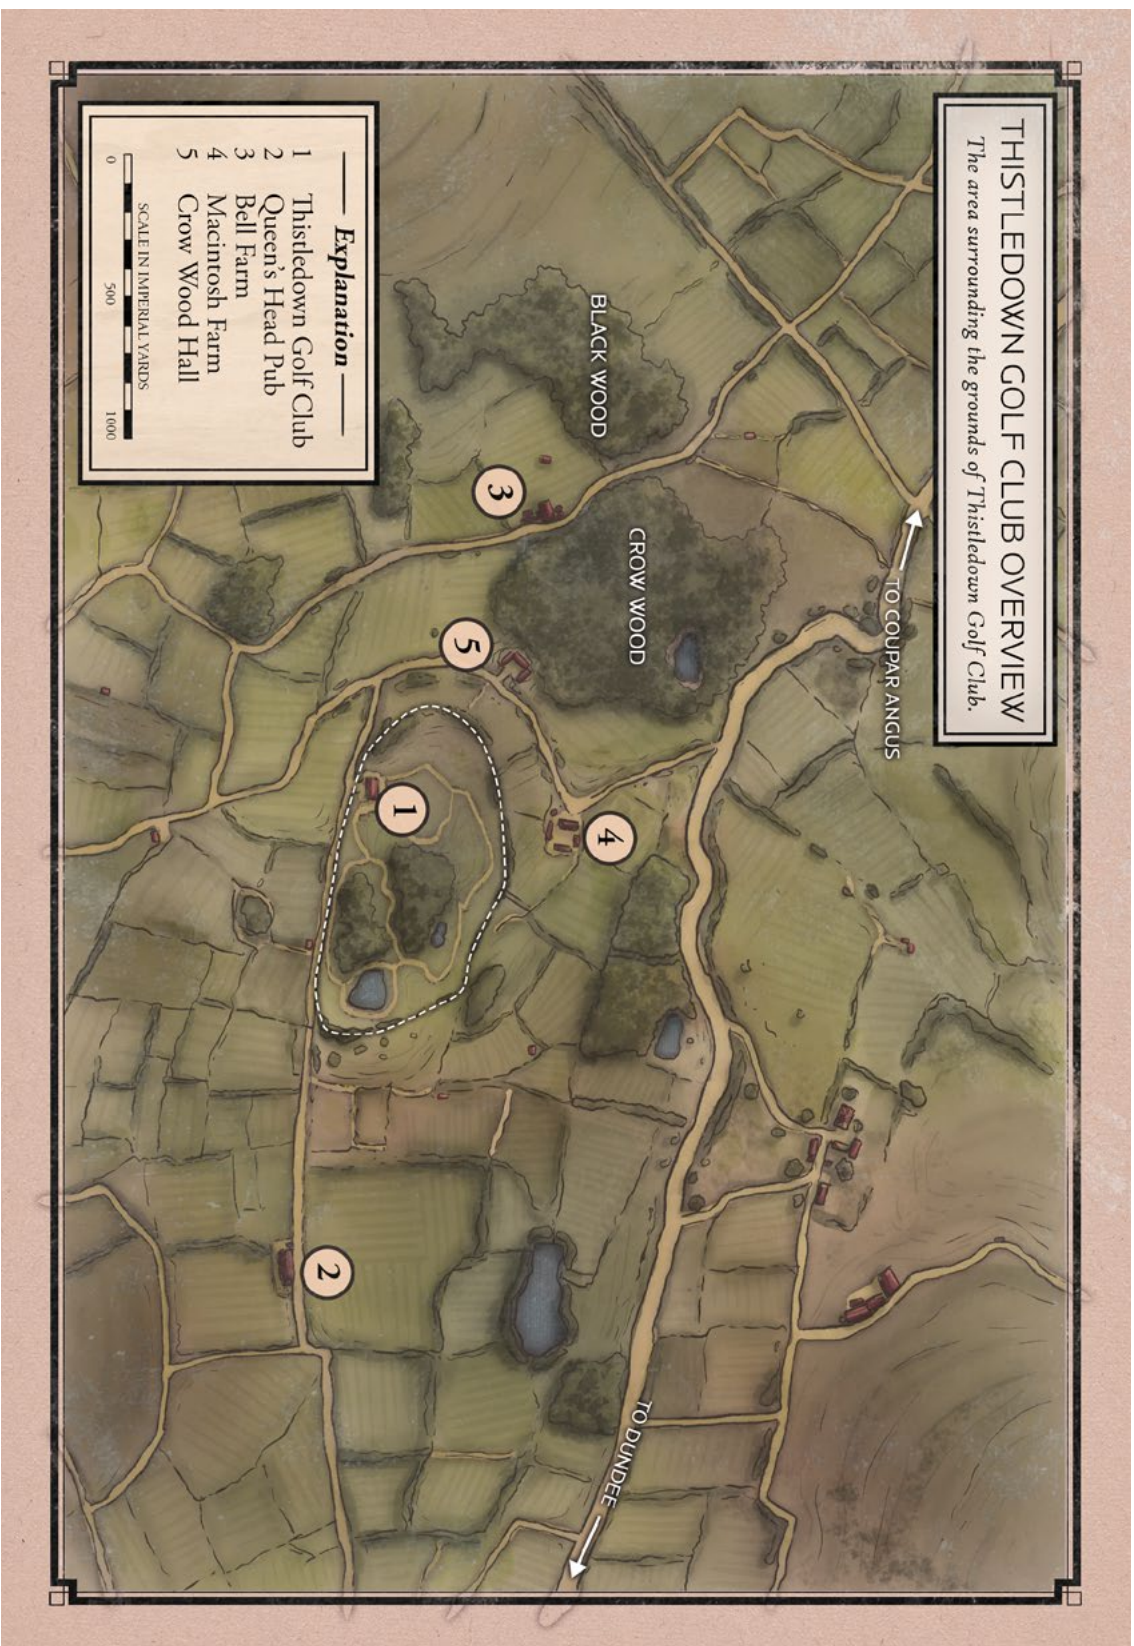 THISTLEDOWN GOLF CLUB OVERVIEW
The area surrounding the grounds of Thistledown Golf Club.
TO COUPAR ANGUS
BLACK WOOD
CROW WOOD
TO DUNDEE
3
5
4
1
2
Explanation
1 Thistledown Golf Club
2 Queen's Head Pub
3 Bell Farm
4 Macintosh Farm
5 Crow Wood Hall
SCALE IN IMPERIAL YARDS
0 500 1000